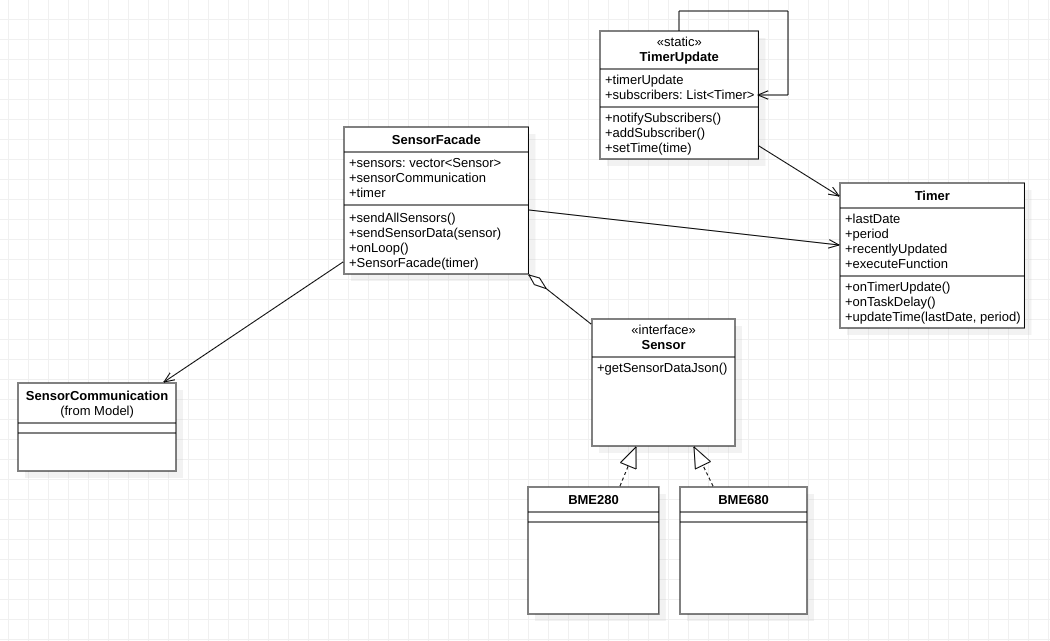 «static»
TimerUpdate
+timerUpdate
+subscribers: List<Timer>
+notifySubscribers()
+addSubscriber()
+setTime(time)
SensorFacade
+sensors: vector<Sensor>
+sensorCommunication
+timer
+sendAllSensors()
+sendSensorData(sensor)
+onLoop()
+SensorFacade(timer)
Timer
+lastDate
+period
+recentlyUpdated
+executeFunction
+onTimerUpdate()
+onTaskDelay()
+updateTime(lastDate, period)
«interface»
Sensor
+getSensorDataJson()
SensorCommunication
(from Model)
BME280
BME680